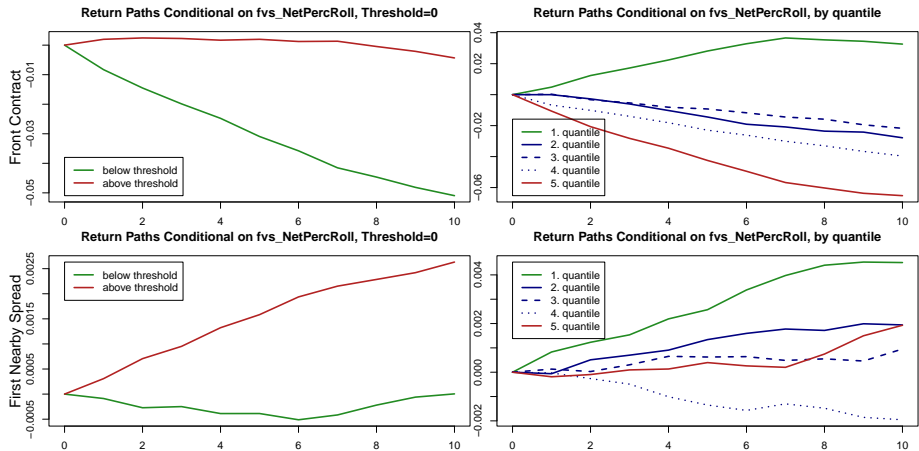 Return Paths Conditional on fvs_NetPercRoll, Threshold=0
Front Contract
-0.01
-0.03
-0.05
below threshold
above threshold
0 2 4 6 8 10
Return Paths Conditional on fvs_NetPercRoll, by quantile
0.04
0.02
-0.02
-0.06
1. quantile
2. quantile
3. quantile
4. quantile
5. quantile
0 2 4 6 8 10
Return Paths Conditional on fvs_NetPercRoll, Threshold=0
First Nearby Spread
0.0025
0.0015
0.0005
-0.0005
below threshold
above threshold
0 2 4 6 8 10
Return Paths Conditional on fvs_NetPercRoll, by quantile
0.004
0.002
0.000
-0.002
1. quantile
2. quantile
3. quantile
4. quantile
5. quantile
0 2 4 6 8 10